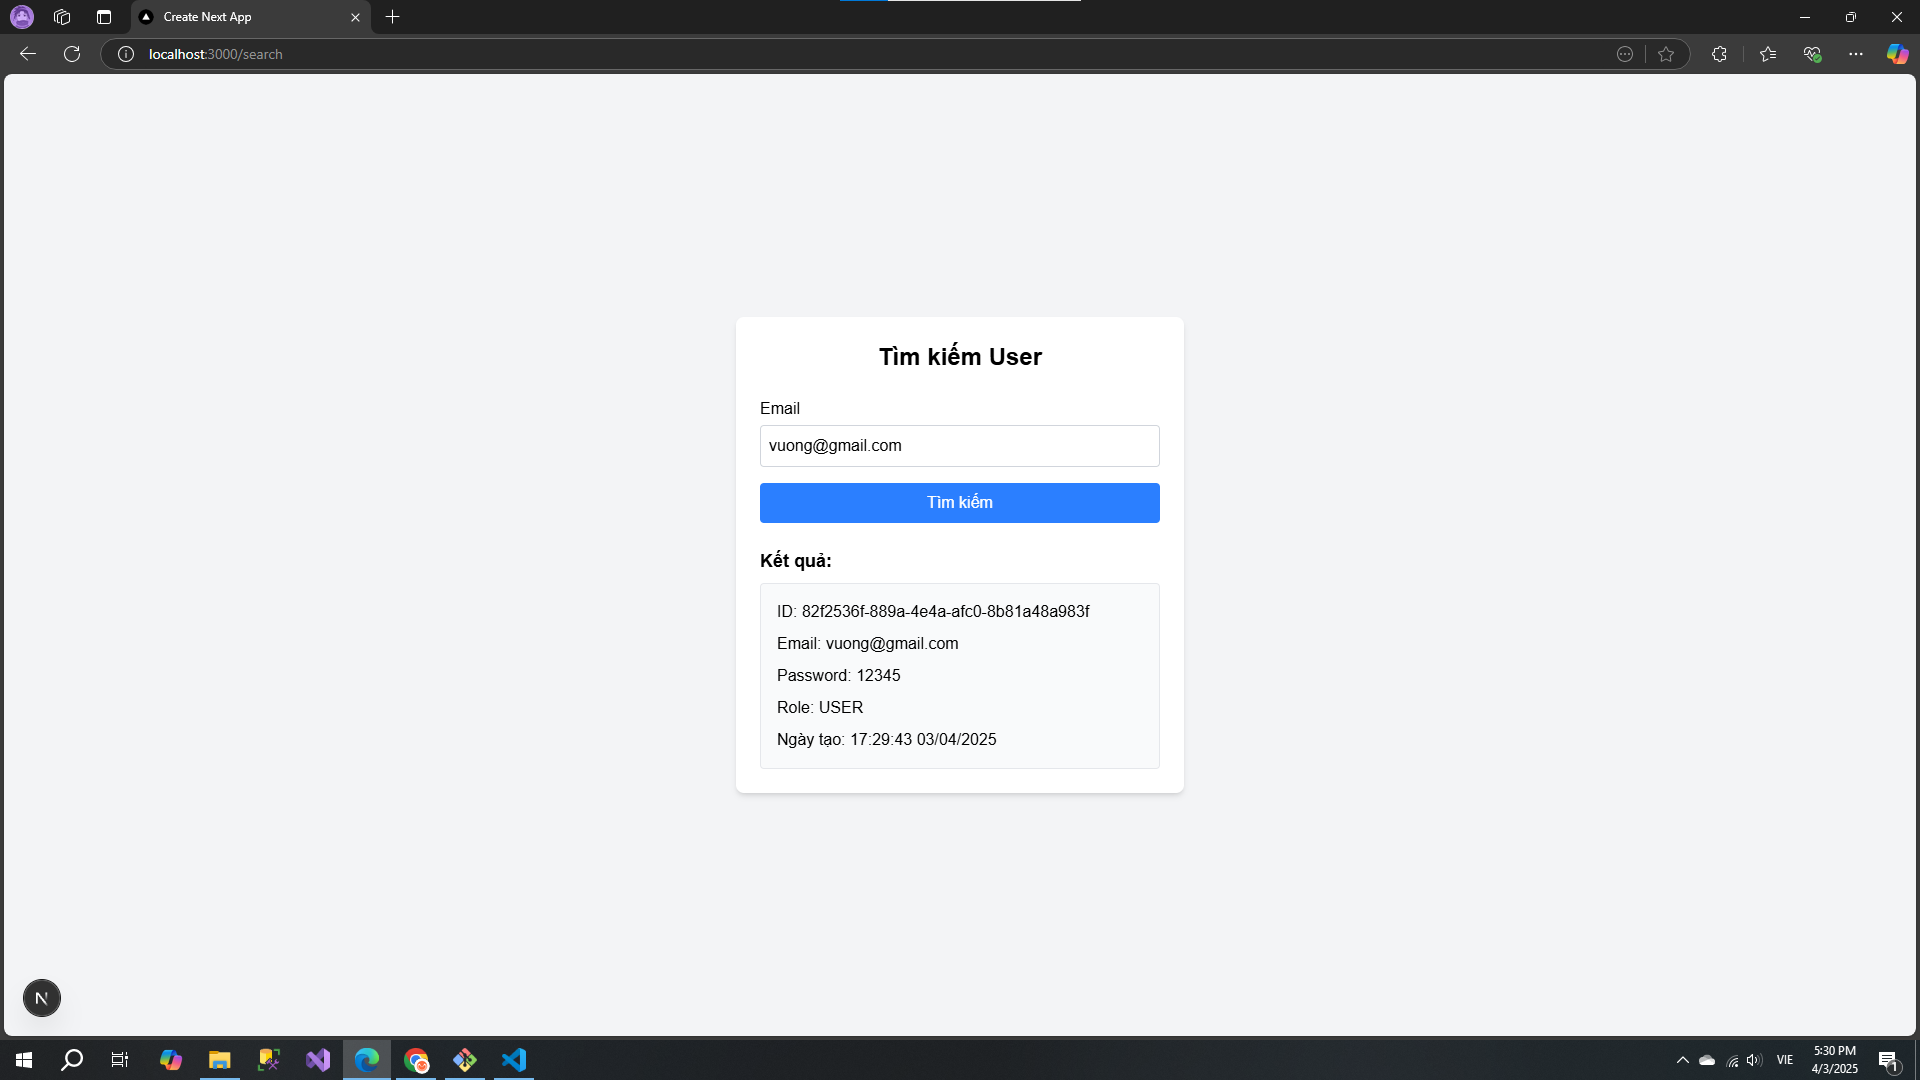 Create Next App
localhost:3000/search
Tìm kiếm User
Email
vuong@gmail.com
Tìm kiếm
Kết quả:
ID: 82f2536f-889a-4e4a-afc0-8b81a48a983f
Email: vuong@gmail.com
Password: 12345
Role: USER
Ngày tạo: 17:29:43 03/04/2025
N
VIE
5:30 PM
4/3/2025
1